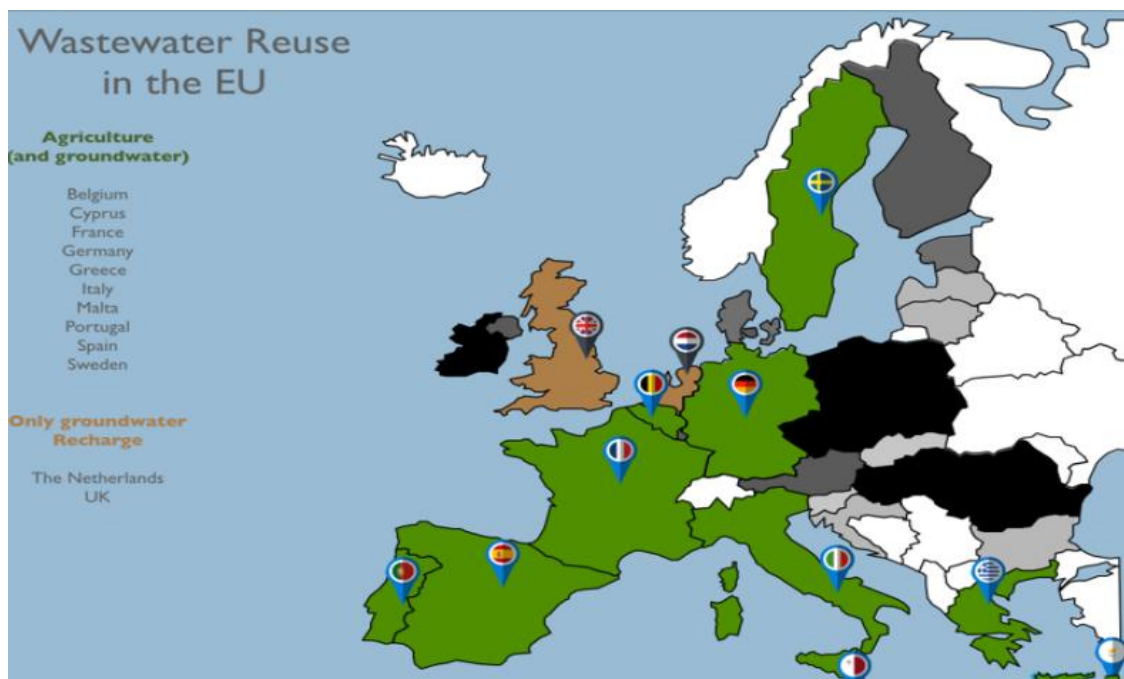 Wastewater Reuse
in the EU
Agriculture
(and groundwater)
Belgium
Cyprus
France
Germany
Greece
Italy
Malta
Portugal
Spain
Sweden
Only groundwater
Recharge
The Netherlands
UK